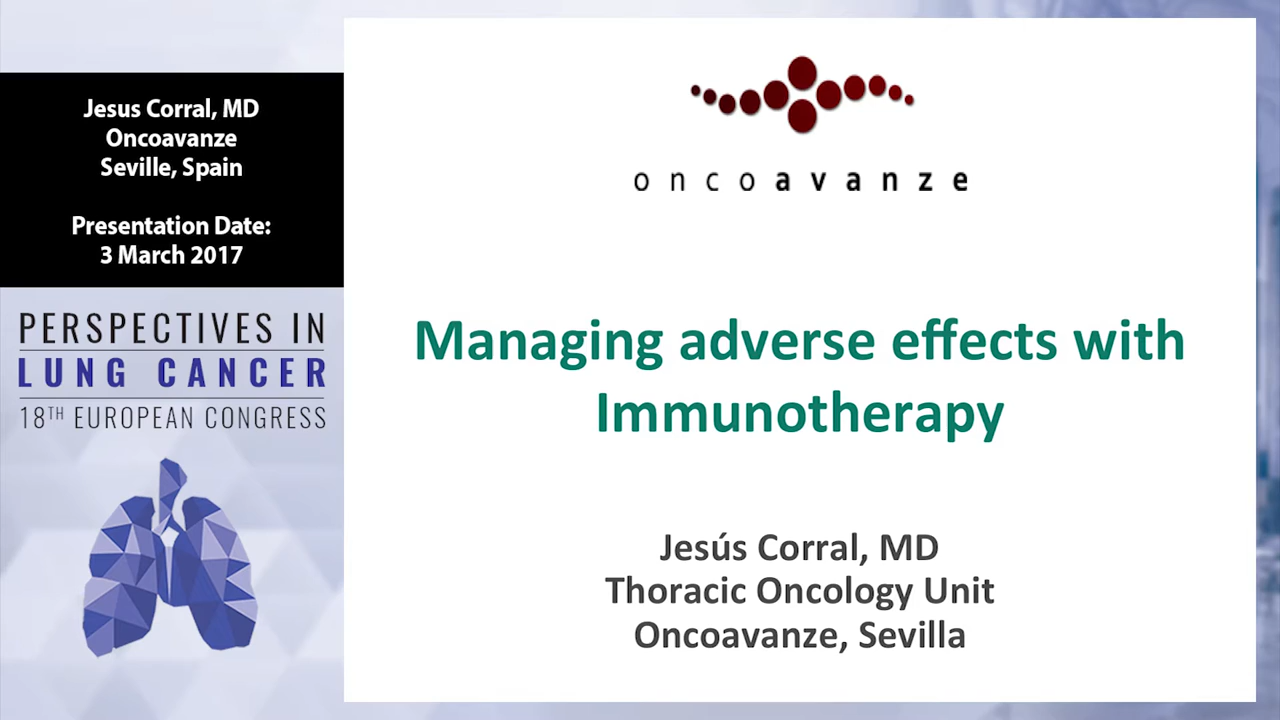 Jesus Corral, MD
Oncoavanze
Seville, Spain
Presentation Date:
3 March 2017
PERSPECTIVES IN
LUNG CANCER
18TH EUROPEAN CONGRESS
oncoavanze
Managing adverse effects with
Immunotherapy
Jesús Corral, MD
Thoracic Oncology Unit
Oncoavanze, Sevilla